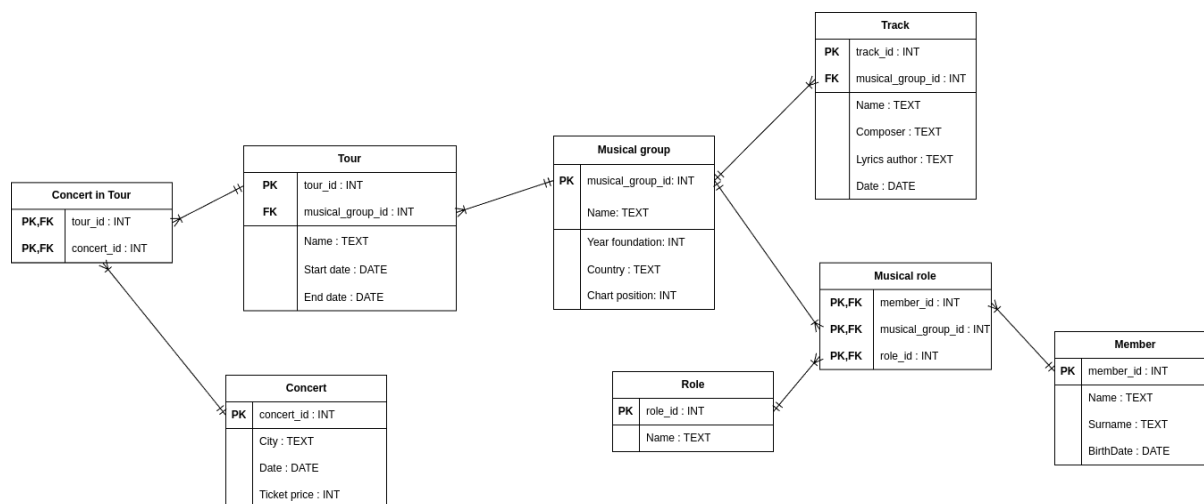 Track
PK track_id : INT
FK musical_group_id : INT
Name : TEXT
Composer : TEXT
Lyrics author : TEXT
Date : DATE
Musical group
PK musical_group_id: INT
Name: TEXT
Year foundation: INT
Country : TEXT
Chart position: INT
Tour
PK tour_id : INT
FK musical_group_id : INT
Name : TEXT
Start date : DATE
End date : DATE
Concert in Tour
PK,FK tour_id : INT
PK,FK concert_id : INT
Musical role
PK,FK member_id : INT
PK,FK musical_group_id : INT
PK,FK role_id : INT
Member
PK member_id : INT
Name : TEXT
Surname : TEXT
BirthDate : DATE
Role
PK role_id : INT
Name : TEXT
Concert
PK concert_id : INT
City : TEXT
Date : DATE
Ticket price : INT